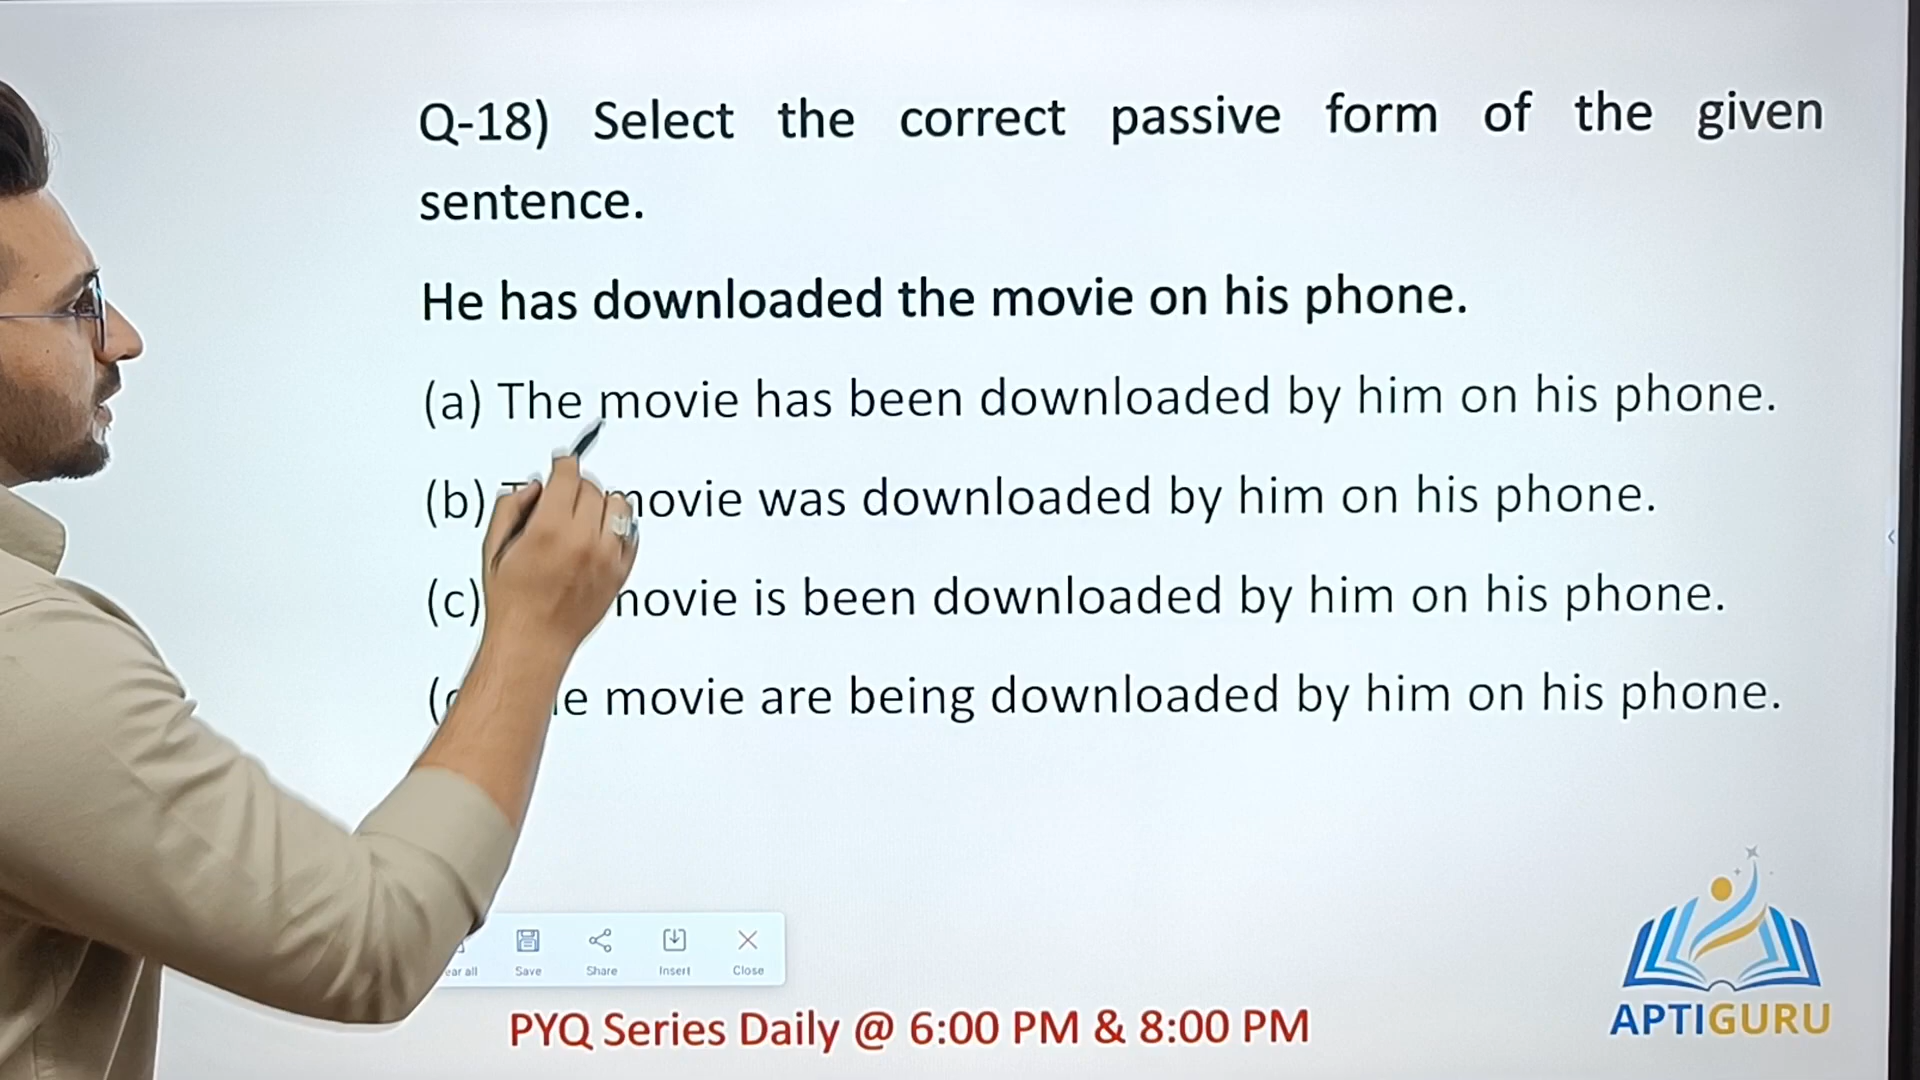 Q-18) Select the correct passive form of the given
sentence.
He has downloaded the movie on his phone.
(a) The movie has been downloaded by him on his phone.
(b) movie was downloaded by him on his phone.
(c) movie is been downloaded by him on his phone.
movie are being downloaded by him on his phone.
all Save Share Insert Close
PYQ Series Daily @ 6:00 PM & 8:00 PM
APTIGURU